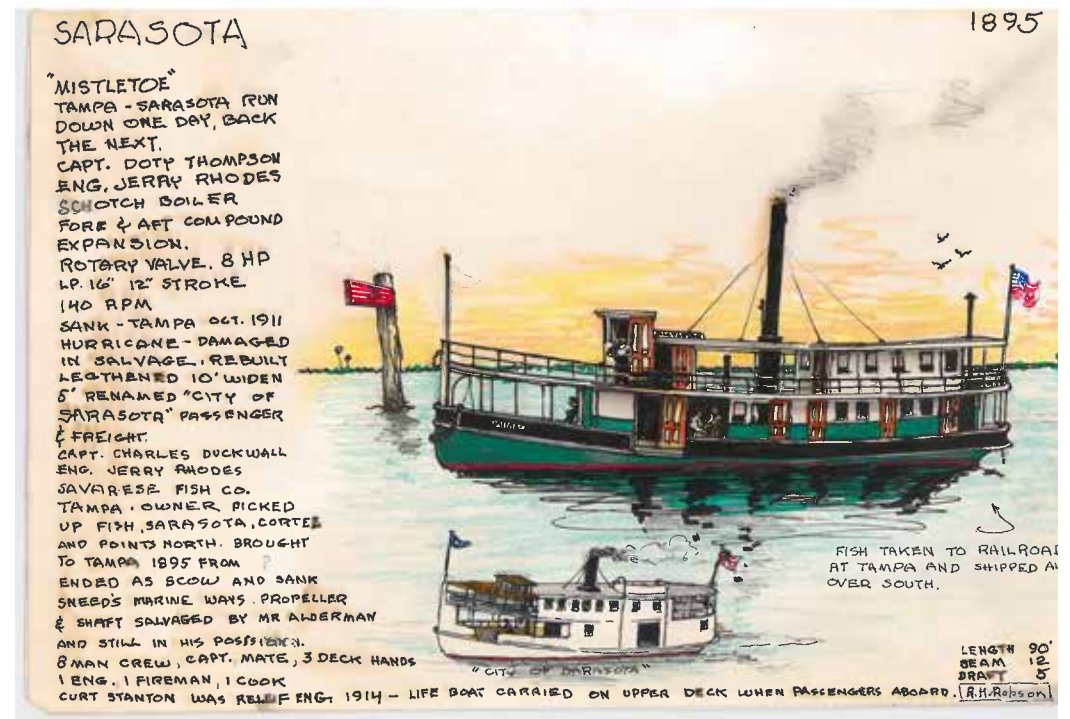 SARASOTA
1895
"MISTLETOE"
TAMPA - SARASOTA RUN
DOWN ONE DAY, BACK
THE NEXT.
CAPT. DOTY THOMPSON
ENG. JERRY RHODES
SCHOTCH BOILER
FORE & AFT COMPOUND
EXPANSION.
ROTARY VALVE. 8 HP
LP. 16" 12" STROKE
140 RPM
SANK - TAMPA OCT. 1911
HURRICANE - DAMAGED
IN SALVAGE. REBUILT
LEGTHENED 10' WIDEN
5' RENAMED "CITY OF
SARASOTA" PASSENGER
& FREIGHT.
CAPT. CHARLES DUCKWALL
ENG. JERRY RHODES
SAVARESE FISH CO.
TAMPA. OWNER PICKED
UP FISH, SARASOTA, CORTEZ
AND POINTS NORTH. BROUGHT
TO TAMPA 1895 FROM ?
ENDED AS SCOW AND SANK
SNEED'S MARINE WAYS. PROPELLER
& SHAFT SALVAGED BY MR ALDERMAN
AND STILL IN HIS
8 MAN CREW, CAPT. MATE, 3 DECK HANDS
1 ENG. 1 FIREMAN, 1 COOK
CURT STANTON WAS RELIEF ENG. 1914 - LIFE BOAT CARRIED ON UPPER DECK WHEN PASSENGERS ABOARD.
FISH TAKEN TO RAILROAD
AT TAMPA AND SHIPPED
OVER SOUTH.
"CITY OF SARASOTA"
LENGTH 90'
BEAM 12
DRAFT 5
A.H. Robson